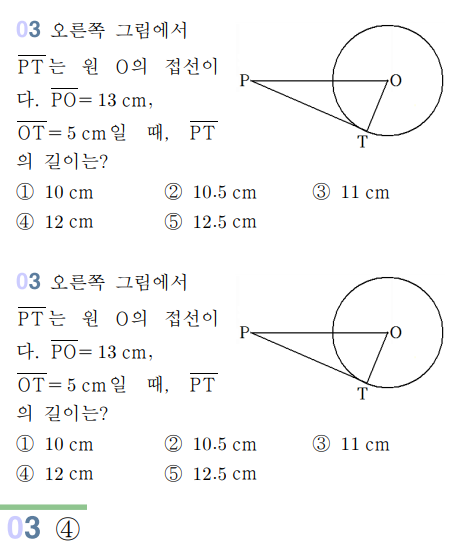 03 오른쪽 그림에서
PT는 원 O의 접선이
다. PO=13 cm,
OT=5 cm일 때, PT
의 길이는?
P
O
T
① 10 cm ② 10.5 cm ③ 11 cm
④ 12 cm ⑤ 12.5 cm
03 오른쪽 그림에서
PT는 원 O의 접선이
다. PO=13 cm,
OT=5 cm일 때, PT
의 길이는?
P
O
T
① 10 cm ② 10.5 cm ③ 11 cm
④ 12 cm ⑤ 12.5 cm
03 ④